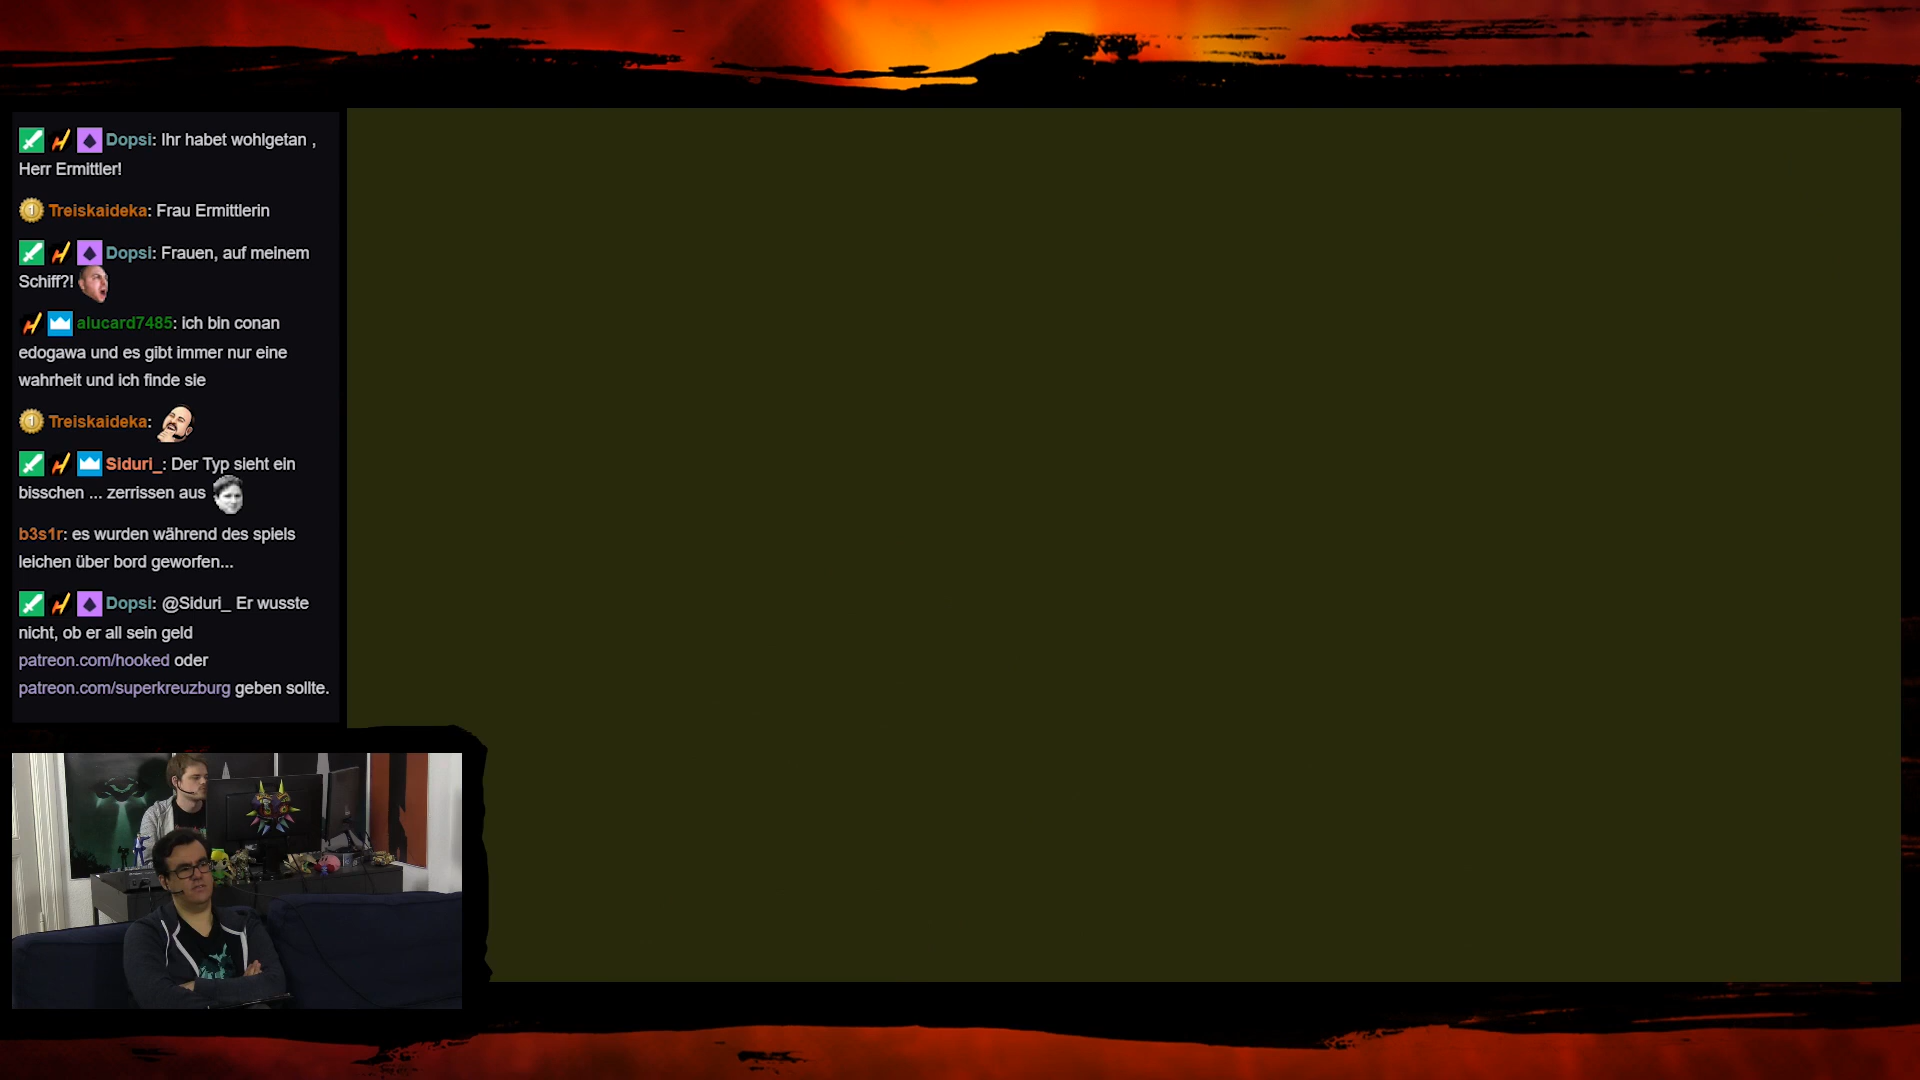 Dopsi: Ihr habet wohlgetan ,
Herr Ermittler!
Treiskaideka: Frau Ermittlerin
Dopsi: Frauen, auf meinem
Schiff?!
alucard7485: ich bin conan
edogawa und es gibt immer nur eine
wahrheit und ich finde sie
Treiskaideka:
Siduri_: Der Typ sieht ein
bisschen ... zerrissen aus
b3s1r: es wurden während des spiels
leichen über bord geworfen...
Dopsi: @Siduri_ Er wusste
nicht, ob er all sein geld
patreon.com/hooked oder
patreon.com/superkreuzburg geben sollte.